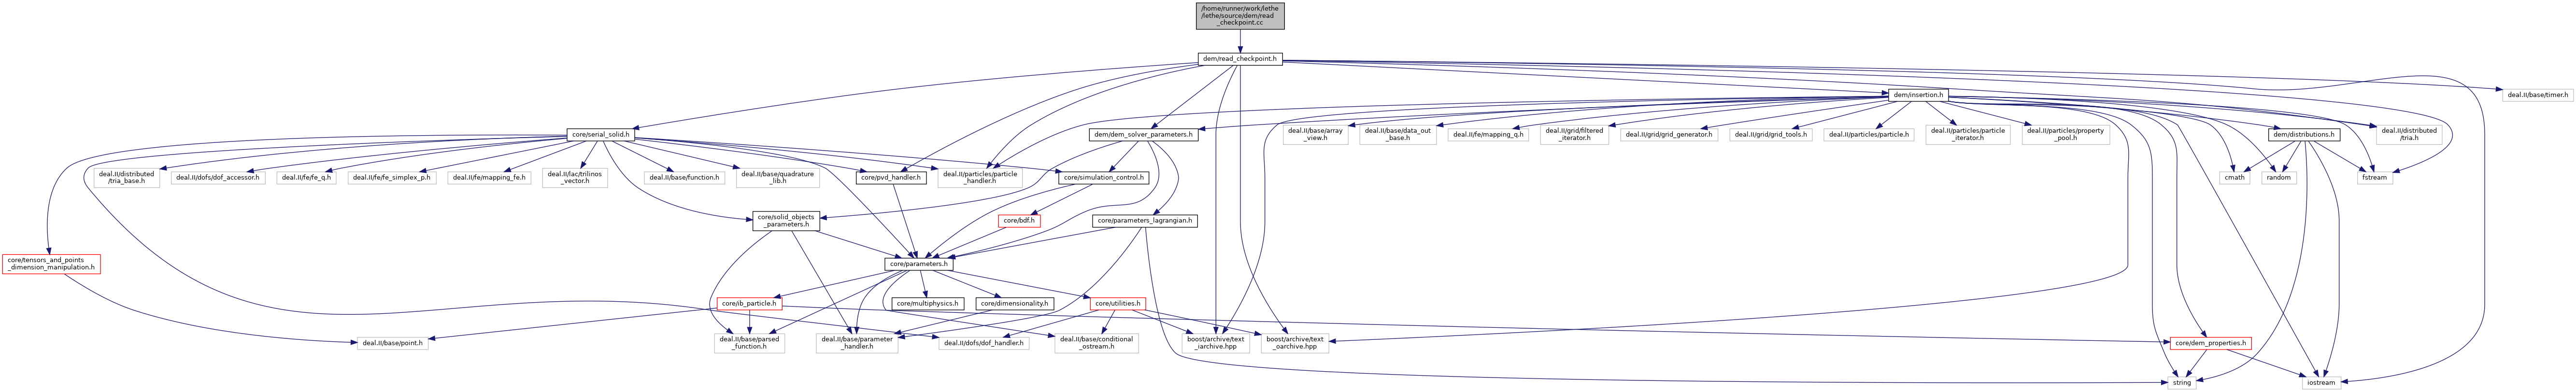 /home/runner/work/lethe
/lethe/source/dem/read
_checkpoint.cc
dem/read_checkpoint.h
dem/insertion.h
deal.II/base/timer.h
core/serial_solid.h
dem/dem_solver_parameters.h
deal.II/base/array
_view.h
deal.II/base/data_out
_base.h
deal.II/fe/mapping_q.h
deal.II/grid/filtered
_iterator.h
deal.II/grid/grid_generator.h
deal.II/grid/grid_tools.h
deal.II/particles/particle.h
deal.II/particles/particle
_iterator.h
deal.II/particles/property
_pool.h
dem/distributions.h
deal.II/distributed
/tria.h
deal.II/distributed
/tria_base.h
deal.II/dofs/dof_accessor.h
deal.II/fe/fe_q.h
deal.II/fe/fe_simplex_p.h
deal.II/fe/mapping_fe.h
deal.II/lac/trilinos
_vector.h
deal.II/base/function.h
deal.II/base/quadrature
_lib.h
core/pvd_handler.h
deal.II/particles/particle
_handler.h
core/simulation_control.h
cmath
random
fstream
core/solid_objects
_parameters.h
core/bdf.h
core/parameters_lagrangian.h
core/tensors_and_points
_dimension_manipulation.h
core/parameters.h
core/ib_particle.h
core/multiphysics.h
core/dimensionality.h
core/utilities.h
deal.II/base/point.h
deal.II/base/parsed
_function.h
deal.II/base/parameter
_handler.h
deal.II/dofs/dof_handler.h
deal.II/base/conditional
_ostream.h
boost/archive/text
_iarchive.hpp
boost/archive/text
_oarchive.hpp
core/dem_properties.h
string
iostream